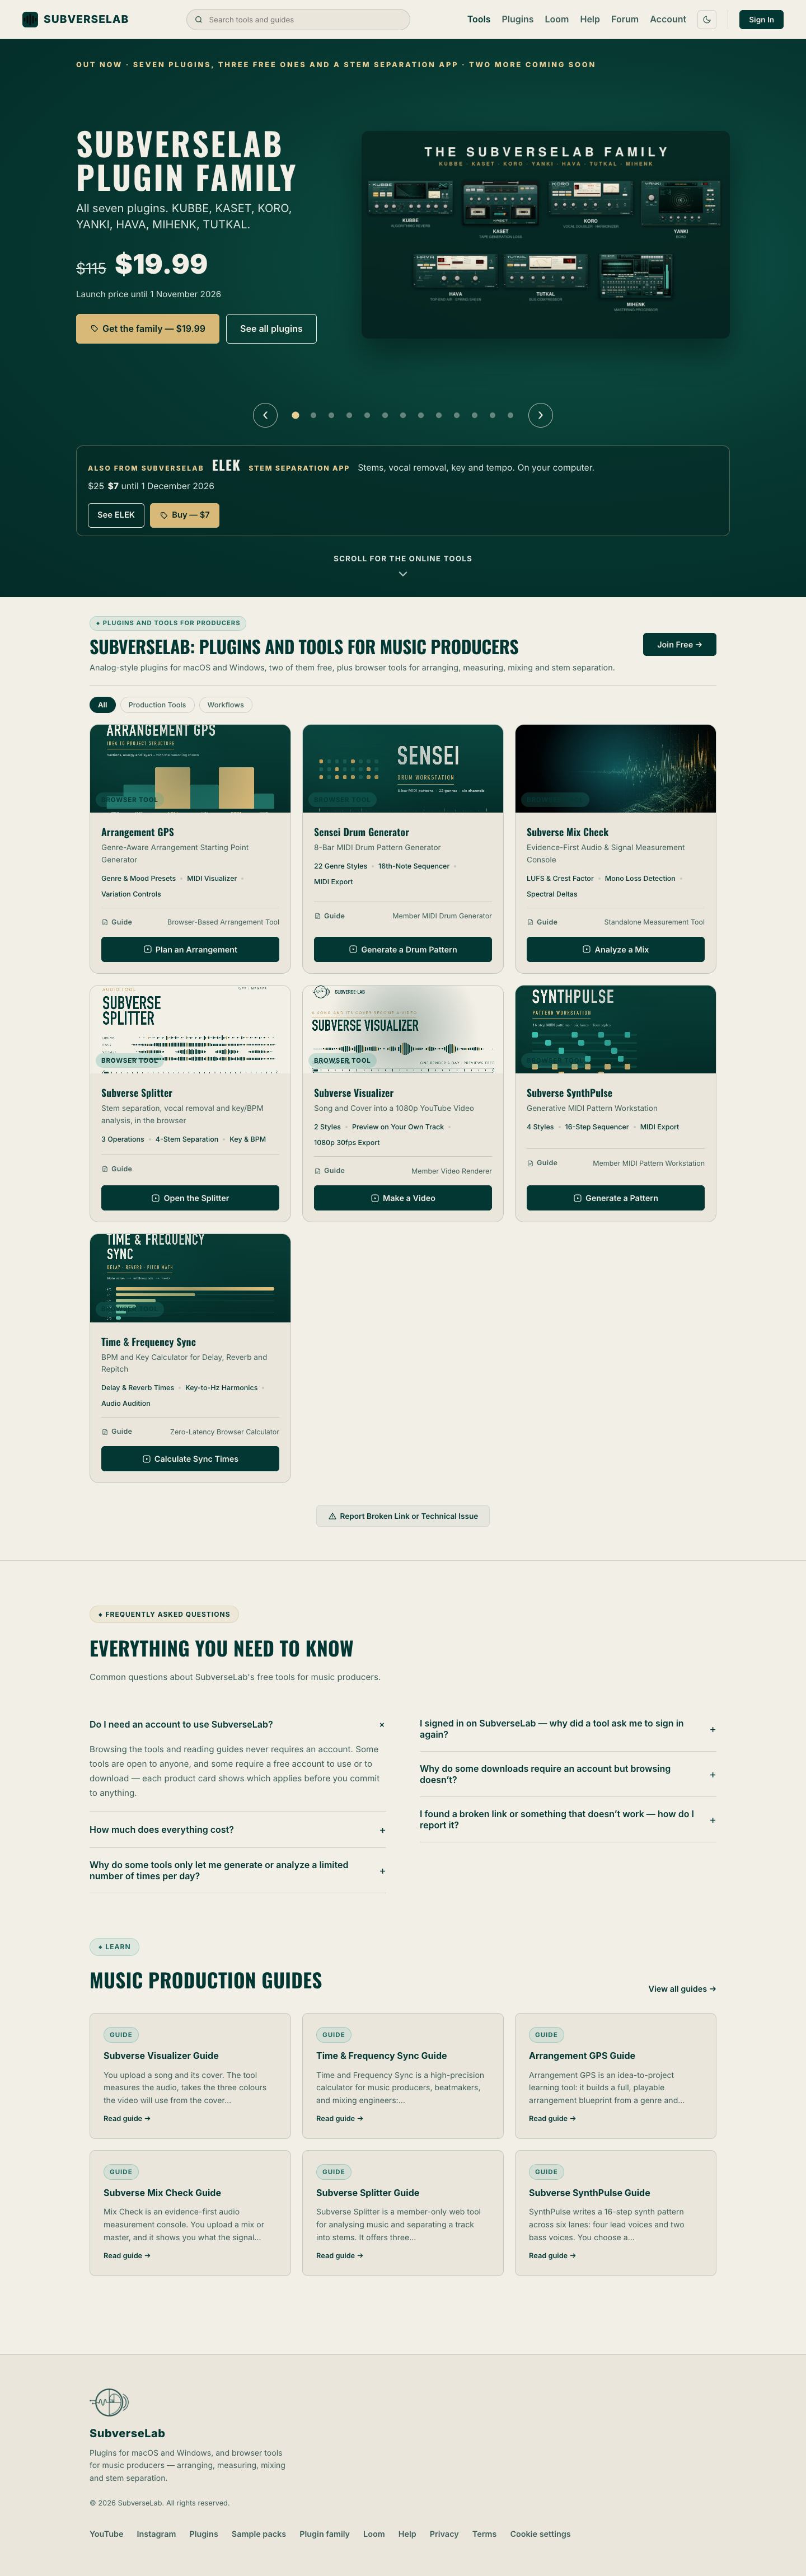 SUBVERSELAB
Search tools and guides
Tools
Plugins
Loom
Help
Forum
Account
Sign In
OUT NOW · SEVEN PLUGINS, THREE FREE ONES AND A STEM SEPARATION APP · TWO MORE COMING SOON
SUBVERSELAB
PLUGIN FAMILY
All seven plugins. KUBBE, KASET, KORO,
YANKI, HAVA, MIHENK, TUTKAL.
$115 $19.99
Launch price until 1 November 2026
Get the family — $19.99
See all plugins
THE SUBVERSELAB FAMILY
KUBBE · KASET · KORO · YANKI · HAVA · TUTKAL · MIHENK
KUBBE
KASET
KORO
YANKI
HAVA
TUTKAL
MIHENK
ALSO FROM SUBVERSELAB ELEK STEM SEPARATION APP Stems, vocal removal, key and tempo. On your computer.
$25 $7 until 1 December 2026
See ELEK
Buy — $7
SCROLL FOR THE ONLINE TOOLS
PLUGINS AND TOOLS FOR PRODUCERS
SUBVERSELAB: PLUGINS AND TOOLS FOR MUSIC PRODUCERS
Analog-style plugins for macOS and Windows, two of them free, plus browser tools for arranging, measuring, mixing and stem separation.
Join Free →
All
Production Tools
Workflows
ARRANGEMENT GPS
IDEA TO PROJECT STRUCTURE
BROWSER TOOL
Arrangement GPS
Genre-Aware Arrangement Starting Point
Generator
Genre & Mood Presets • MIDI Visualizer •
Variation Controls
Guide
Browser-Based Arrangement Tool
Plan an Arrangement
SENSEI
DRUM WORKSTATION
BROWSER TOOL
Sensei Drum Generator
8-Bar MIDI Drum Pattern Generator
22 Genre Styles • 16th-Note Sequencer •
MIDI Export
Guide
Member MIDI Drum Generator
Generate a Drum Pattern
Subverse Mix Check
Evidence-First Audio & Signal Measurement
Console
LUFS & Crest Factor • Mono Loss Detection •
Spectral Deltas
Guide
Standalone Measurement Tool
Analyze a Mix
SUBVERSE
SPLITTER
BROWSER TOOL
Subverse Splitter
Stem separation, vocal removal and key/BPM
analysis, in the browser
3 Operations • 4-Stem Separation • Key & BPM
Guide
Open the Splitter
SUBVERSE-LAB
SUBVERSE VISUALIZER
BROWSER TOOL
Subverse Visualizer
Song and Cover into a 1080p YouTube Video
2 Styles • Preview on Your Own Track •
1080p 30fps Export
Guide
Member Video Renderer
Make a Video
SYNTHPULSE
PATTERN WORKSTATION
Subverse SynthPulse
Generative MIDI Pattern Workstation
4 Styles • 16-Step Sequencer • MIDI Export
Guide
Member MIDI Pattern Workstation
Generate a Pattern
TIME & FREQUENCY
SYNC
DELAY · REVERB · PITCH MATH
Time & Frequency Sync
BPM and Key Calculator for Delay, Reverb and
Repitch
Delay & Reverb Times • Key-to-Hz Harmonics •
Audio Audition
Guide
Zero-Latency Browser Calculator
Calculate Sync Times
Report Broken Link or Technical Issue
FREQUENTLY ASKED QUESTIONS
EVERYTHING YOU NEED TO KNOW
Common questions about SubverseLab's free tools for music producers.
Do I need an account to use SubverseLab?
Browsing the tools and reading guides never requires an account. Some
tools are open to anyone, and some require a free account to use or to
download — each product card shows which applies before you commit
to anything.
How much does everything cost?
Why do some tools only let me generate or analyze a limited
number of times per day?
I signed in on SubverseLab — why did a tool ask me to sign in
again?
Why do some downloads require an account but browsing
doesn't?
I found a broken link or something that doesn't work — how do I
report it?
LEARN
MUSIC PRODUCTION GUIDES
View all guides →
GUIDE
Subverse Visualizer Guide
You upload a song and its cover. The tool
measures the audio, takes the three colours
the video will use from the cover...
Read guide →
GUIDE
Time & Frequency Sync Guide
Time and Frequency Sync is a high-precision
calculator for music producers, beatmakers,
and mixing engineers:...
Read guide →
GUIDE
Arrangement GPS Guide
Arrangement GPS is an idea-to-project
learning tool: it builds a full, playable
arrangement blueprint from a genre and...
Read guide →
GUIDE
Subverse Mix Check Guide
Mix Check is an evidence-first audio
measurement console. You upload a mix or
master, and it shows you what the signal...
Read guide →
GUIDE
Subverse Splitter Guide
Subverse Splitter is a member-only web tool
for analysing music and separating a track
into stems. It offers three...
Read guide →
GUIDE
Subverse SynthPulse Guide
SynthPulse writes a 16-step synth pattern
across six lanes: four lead voices and two
bass voices. You choose a...
Read guide →
SubverseLab
Plugins for macOS and Windows, and browser tools
for music producers — arranging, measuring, mixing
and stem separation.
© 2026 SubverseLab. All rights reserved.
YouTube
Instagram
Plugins
Sample packs
Plugin family
Loom
Help
Privacy
Terms
Cookie settings